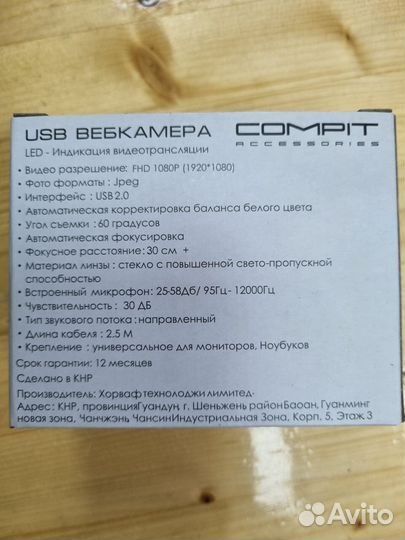 USB ВЕБКАМЕРА COMPIT
ACCESSORIES
LED - Индикация видеотрансляции
• Видео разрешение: FHD 1080P (1920*1080)
• Фото форматы : Jpeg
• Интерфейс : USB 2.0
• Автоматическая корректировка баланса белого цвета
• Угол съемки : 60 градусов
• Автоматическая фокусировка
• Фокусное расстояние: 30 см +
• Материал линзы : стекло с повышенной свето-пропускной
способностью
• Встроенный микрофон: 25-58Дб/ 95Гц- 12000Гц
• Чувствительность : 30 ДБ
• Тип звукового потока : направленный
• Длина кабеля : 2.5 М
• Крепление : универсальное для мониторов, Ноубуков
Срок гарантии: 12 месяцев
Сделано в КНР
Производитель: Хорвафтехнолоджи лимитед.
Адрес: КНР, провинцияГуандун, г. Шеньжень районБаоан, Гуанминг
новая зона, Чанчжэнь, ЧансинИндустриальная Зона, Корп. 5. Этаж 3
Avito